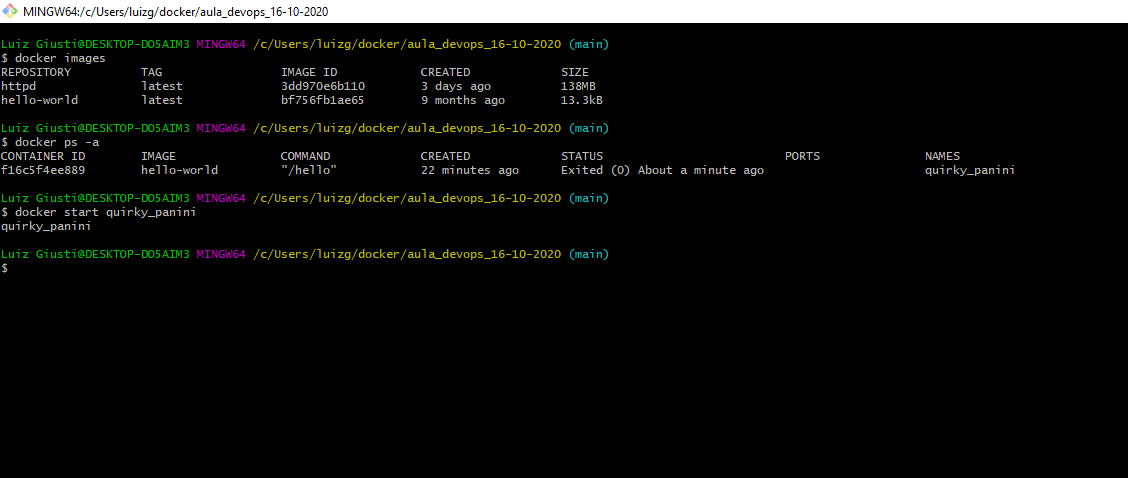 MINGW64:/c/Users/luizg/docker/aula_devops_16-10-2020
Luiz Giusti@DESKTOP-DO5AIM3 MINGW64 /c/Users/luizg/docker/aula_devops_16-10-2020 (main)
$ docker images
REPOSITORY TAG IMAGE ID CREATED SIZE
httpd latest 3dd970e6b110 3 days ago 138MB
hello-world latest bf756fb1ae65 9 months ago 13.3kB
Luiz Giusti@DESKTOP-DO5AIM3 MINGW64 /c/Users/luizg/docker/aula_devops_16-10-2020 (main)
$ docker ps -a
CONTAINER ID IMAGE COMMAND CREATED STATUS PORTS NAMES
f16c5f4ee889 hello-world "/hello" 22 minutes ago Exited (0) About a minute ago quirky_panini
Luiz Giusti@DESKTOP-DO5AIM3 MINGW64 /c/Users/luizg/docker/aula_devops_16-10-2020 (main)
$ docker start quirky_panini
quirky_panini
Luiz Giusti@DESKTOP-DO5AIM3 MINGW64 /c/Users/luizg/docker/aula_devops_16-10-2020 (main)
$